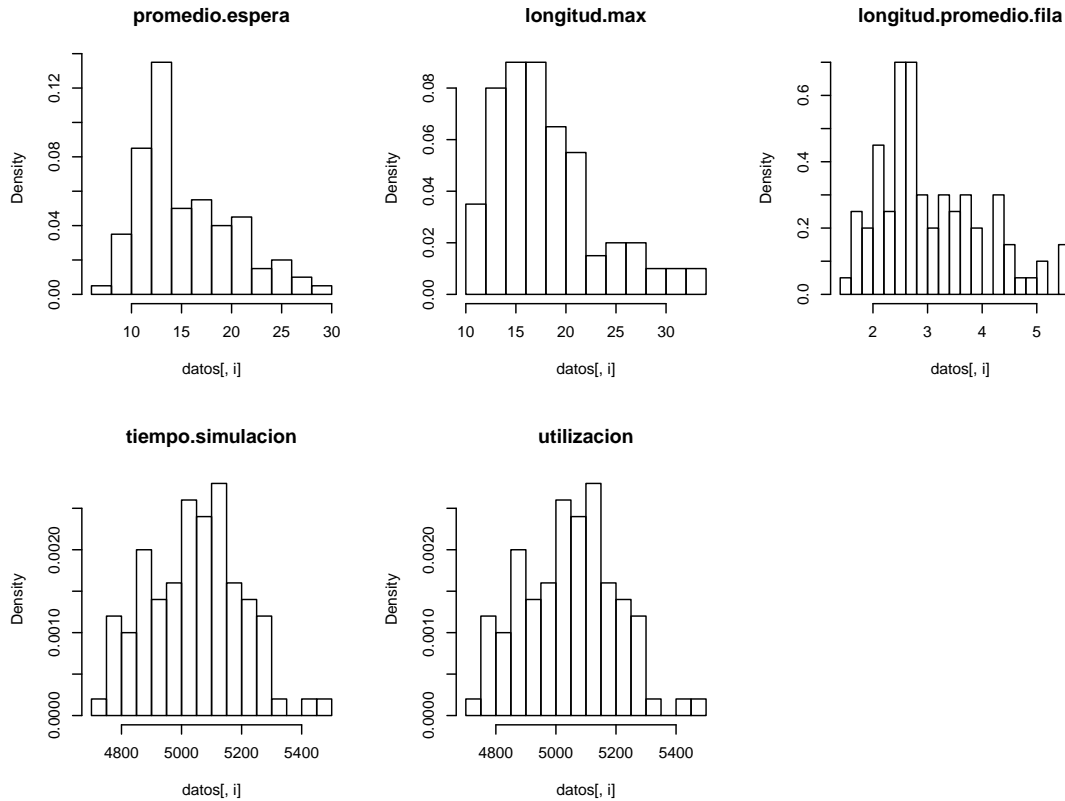 promedio.espera
Density
0.00 0.04 0.08 0.12
10 15 20 25 30
datos[, i]
longitud.max
Density
0.00 0.02 0.04 0.06 0.08
10 15 20 25 30
datos[, i]
longitud.promedio.fila
Density
0.0 0.2 0.4 0.6
2 3 4 5
datos[, i]
tiempo.simulacion
Density
0.0000 0.0010 0.0020
4800 5000 5200 5400
datos[, i]
utilizacion
Density
0.0000 0.0010 0.0020
4800 5000 5200 5400
datos[, i]